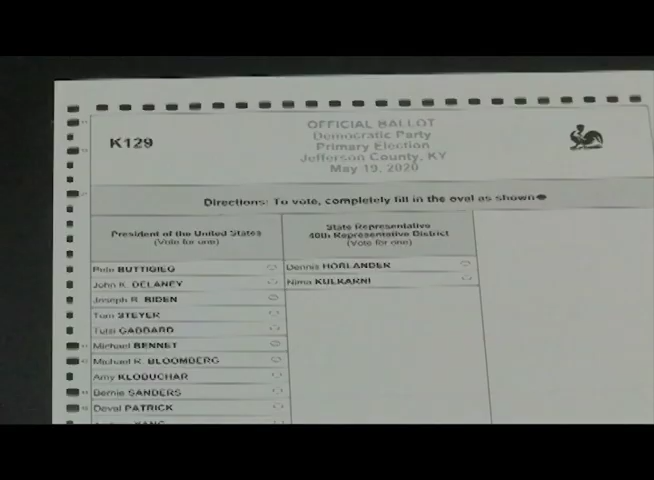 OFFICIAL BALLOT
Democratic Party
Primary Election
Jefferson County, KY
May 19, 2020
K129
Directions: To vote, completely fill in the oval as shown
President of the United States
(Vote for one)
Pete BUTTIGIEG
John K. DELANEY
Joseph R. BIDEN
Tom STEYER
Tulsi GABBARD
Michael BENNET
Michael R. BLOOMBERG
Amy KLOBUCHAR
Bernie SANDERS
Deval PATRICK
State Representative
40th Representative District
(Vote for one)
Dennis HORLANDER
Nima KULKARNI